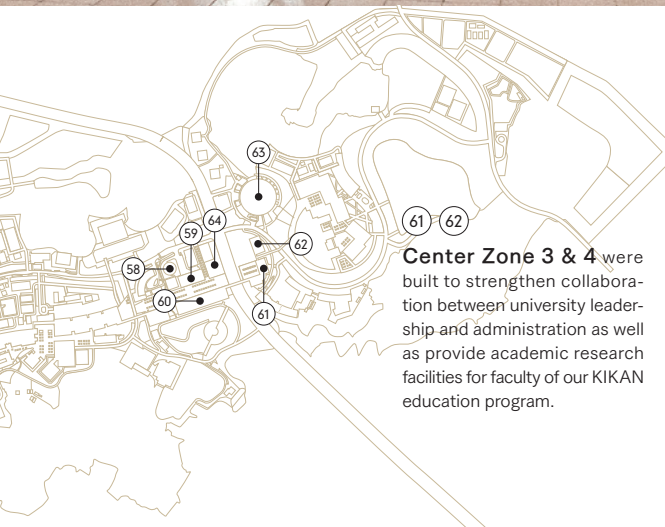 63
64
59
62
58
60
61
61 62
Center Zone 3 & 4 were
built to strengthen collabora-
tion between university leader-
ship and administration as well
as provide academic research
facilities for faculty of our KIKAN
education program.